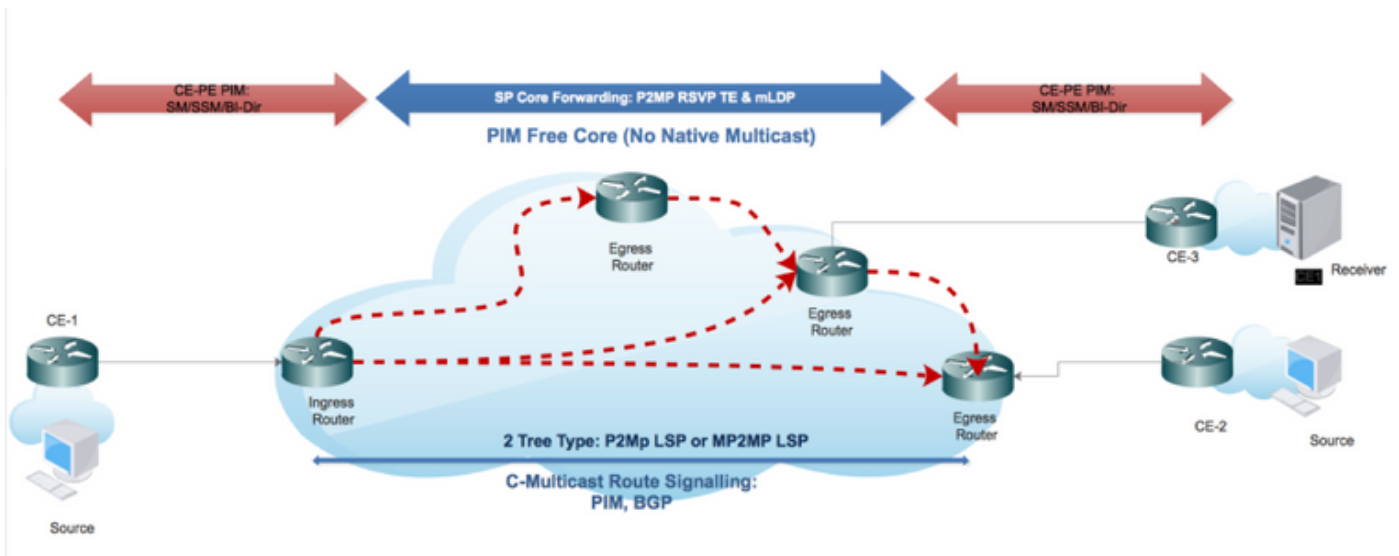 CE-PE PIM:
SM/SSM/BI-Dir
SP Core Forwarding: P2MP RSVP TE & mLDP
CE-PE PIM:
SM/SSM/BI-Dir
PIM Free Core (No Native Multicast)
Egress
Router
CE-3
Receiver
CE1
CE-1
Egress
Router
Ingress
Router
Egress
Router
CE-2
Source
2 Tree Type: P2Mp LSP or MP2MP LSP
C-Multicast Route Signalling:
PIM, BGP
Source